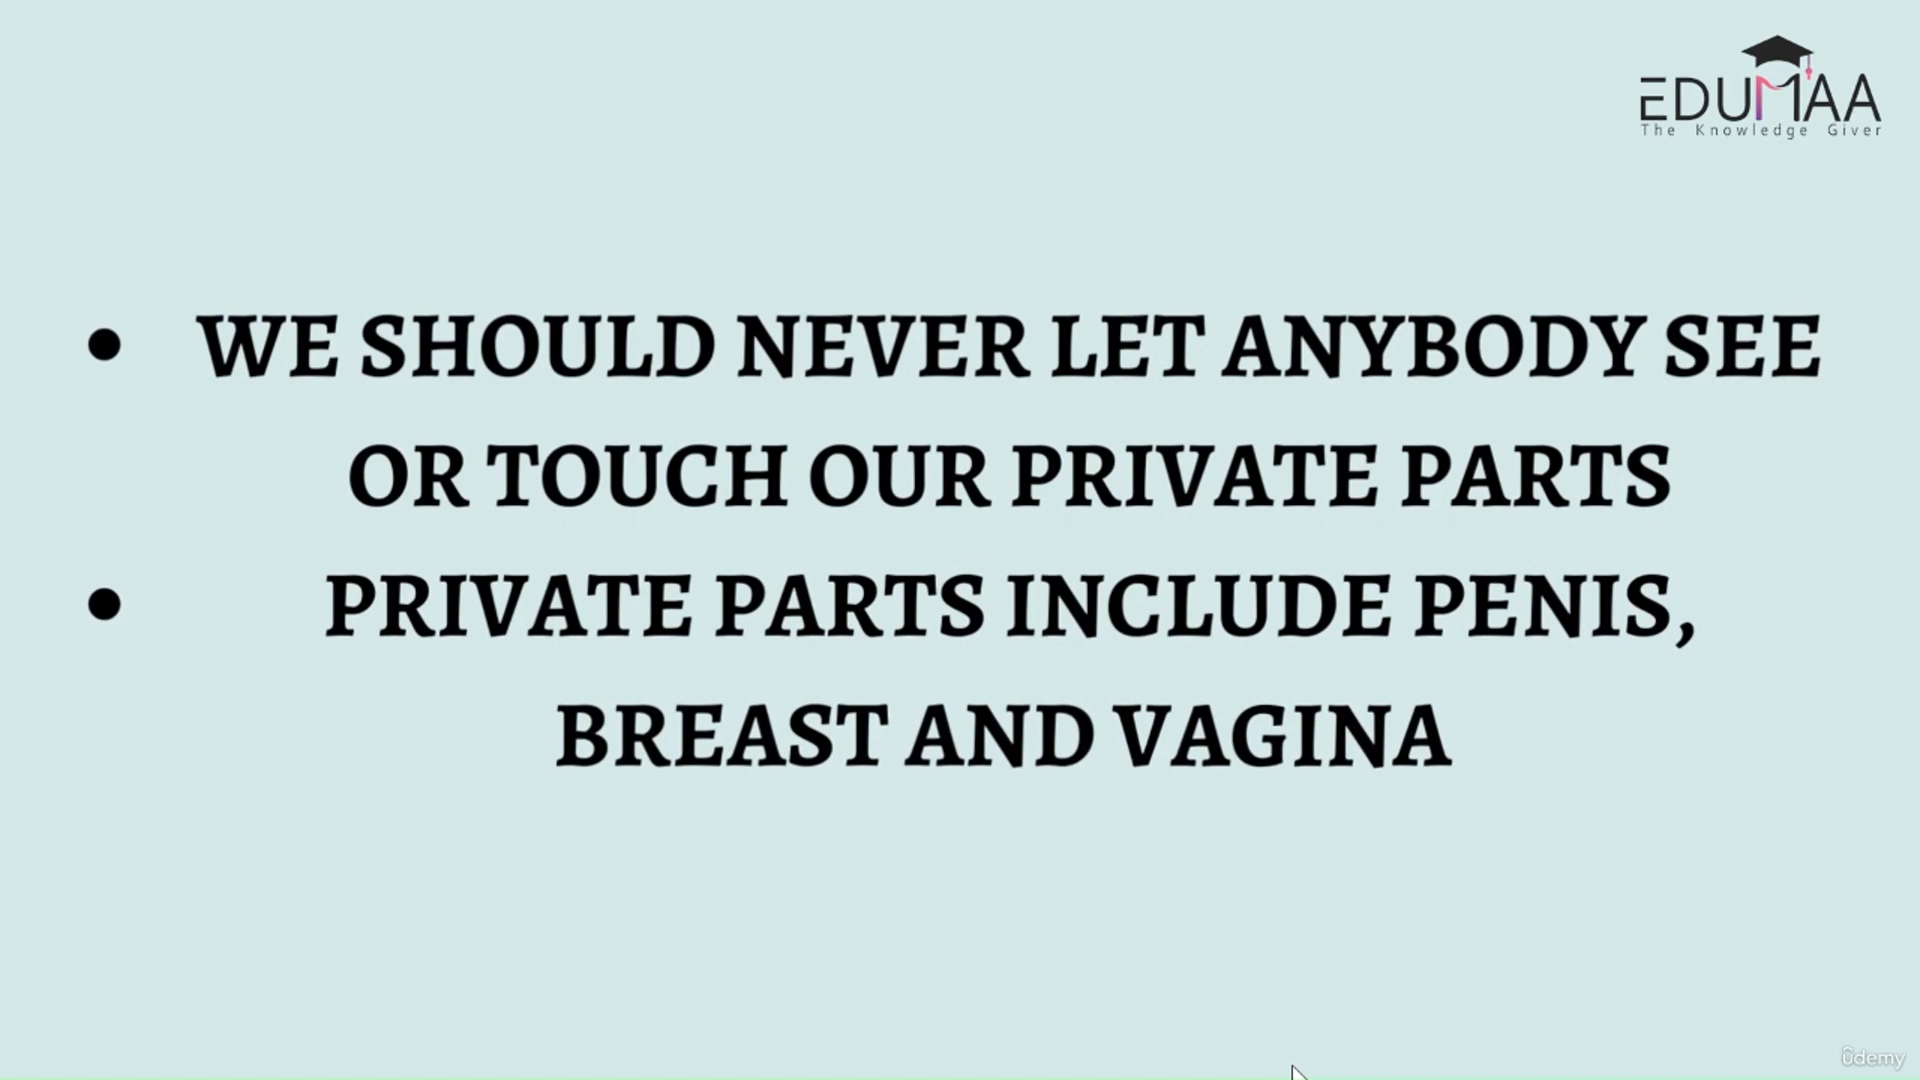 EDUMAA
The Knowledge Giver
• WE SHOULD NEVER LET ANYBODY SEE
OR TOUCH OUR PRIVATE PARTS
• PRIVATE PARTS INCLUDE PENIS,
BREAST AND VAGINA
ûdemy